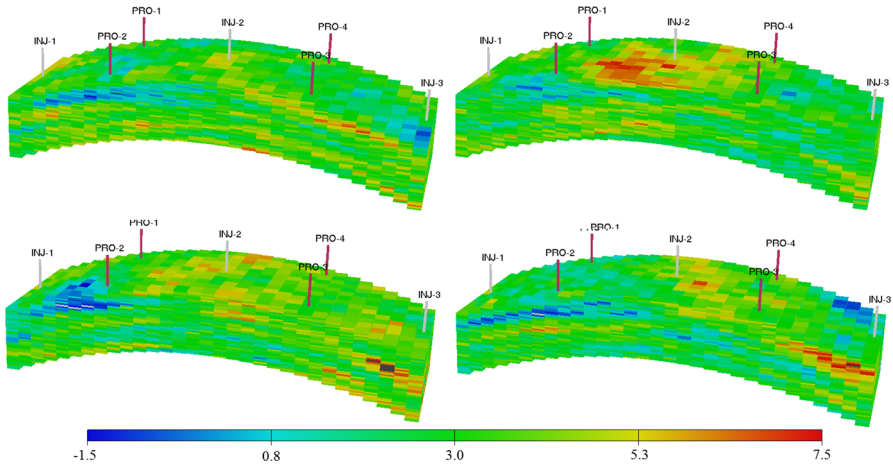 PRO-1
INJ-2
PRO-4
INJ-1
PRO-2
PRO-3
INJ-3
PRO-1
INJ-2
PRO-4
INJ-1
PRO-2
PRO-3
INJ-3
PRO-1
INJ-2
PRO-4
INJ-1
PRO-2
PRO-3
INJ-3
PRO-1
INJ-2
PRO-4
INJ-1
PRO-2
PRO-3
INJ-3
-1.5 0.8 3.0 5.3 7.5